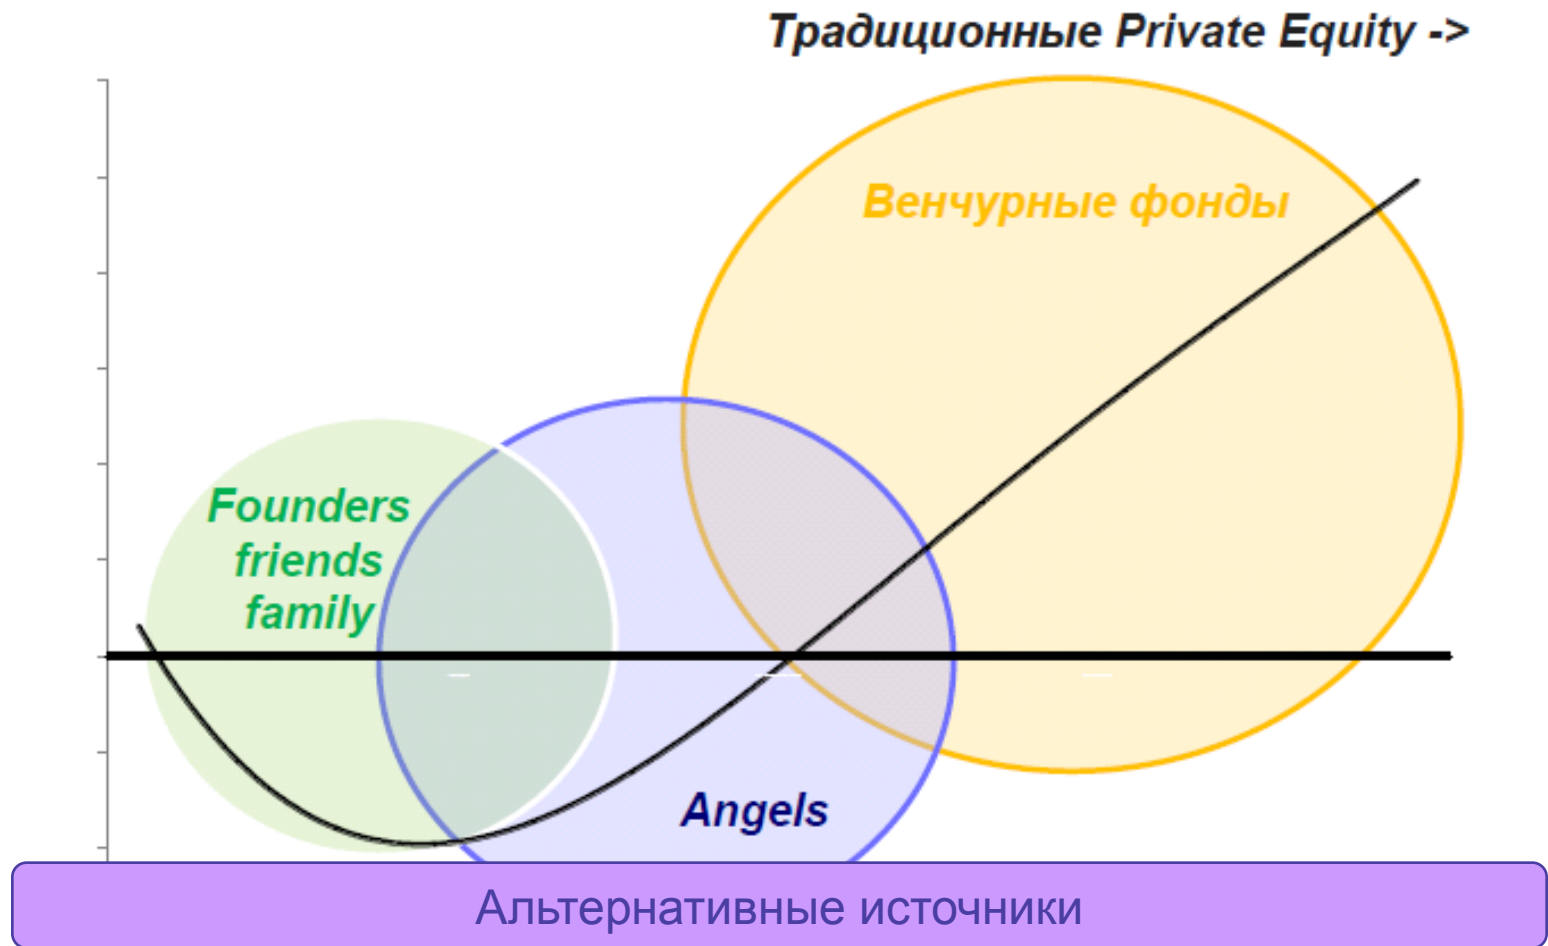 Традиционные Private Equity ->
Венчурные фонды
Founders
friends
family
Angels
Альтернативные источники